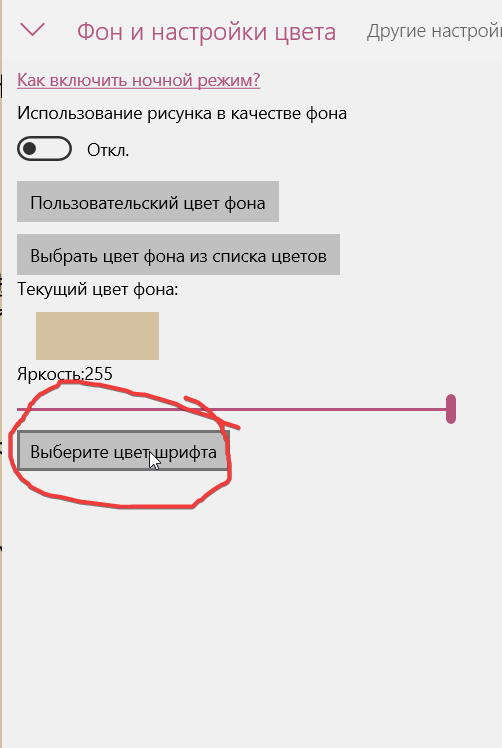 Фон и настройки цвета Другие настрой
Как включить ночной режим?
Использование рисунка в качестве фона
Откл.
Пользовательский цвет фона
Выбрать цвет фона из списка цветов
Текущий цвет фона:
Яркость:255
Выберите цвет шрифта